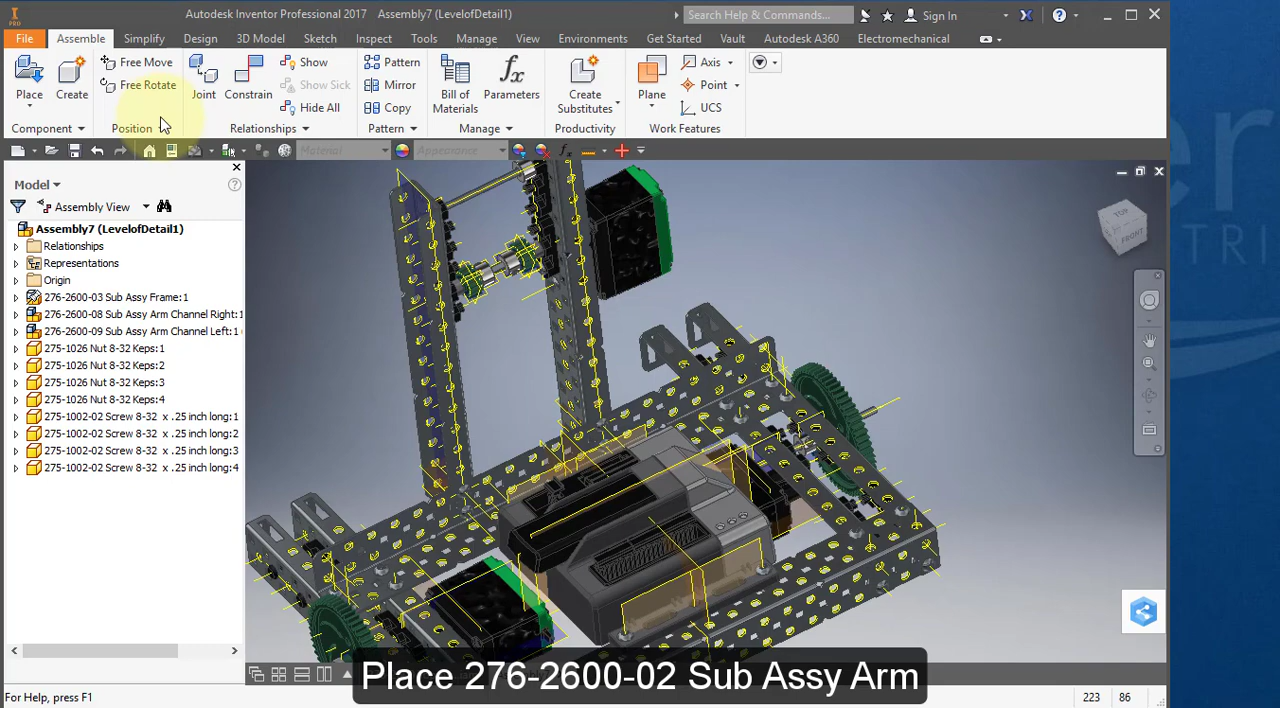 PRO
Autodesk Inventor Professional 2017 Assembly7 (LevelofDetail1)
Search Help & Commands...
Sign In
File Assemble Simplify Design 3D Model Sketch Inspect Tools Manage View Environments Get Started Vault Autodesk A360 Electromechanical
Place
Create
Free Move
Free Rotate
Joint
Constrain
Show
Show Sick
Hide All
Pattern
Mirror
Copy
Bill of
Materials
Parameters
Create
Substitutes
Plane
Axis
Point
UCS
Component Position Relationships Pattern Manage Productivity Work Features
Material Appearance
Model
Assembly View
Assembly7 (LevelofDetail1)
Relationships
Representations
Origin
276-2600-03 Sub Assy Frame:1
276-2600-08 Sub Assy Arm Channel Right:1
276-2600-09 Sub Assy Arm Channel Left:1
275-1026 Nut 8-32 Keps:1
275-1026 Nut 8-32 Keps:2
275-1026 Nut 8-32 Keps:3
275-1026 Nut 8-32 Keps:4
275-1002-02 Screw 8-32 x .25 inch long:1
275-1002-02 Screw 8-32 x .25 inch long:2
275-1002-02 Screw 8-32 x .25 inch long:3
275-1002-02 Screw 8-32 x .25 inch long:4
TOP
FRONT
Place 276-2600-02 Sub Assy Arm
For Help, press F1
223 86